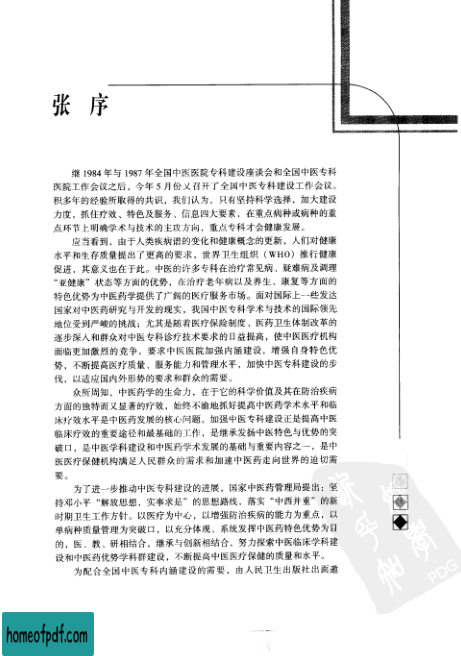 张 序
继 1984 年与 1987 年全国中医医院专科建设座谈会和全国中医专科
医院工作会议之后，今年 5 月份又召开了全国中医专科建设工作会议。
积多年的经验所取得的共识，我们认为，只有坚持科学选择，加大建设
力度，抓住疗效、特色及服务、信息四大要素，在重点病种或病种的重
点环节上明确学术与技术的主攻方向，重点专科才会健康发展。
应当看到，由于人类疾病谱的变化和健康概念的更新，人们对健康
水平和生存质量提出了更高的要求，世界卫生组织（WHO）推行健康
促进，其意义也在于此。中医的许多专科在治疗常见病、疑难病及调理
“亚健康”状态等方面的优势，在治疗老年病以及养生、康复等方面的
特色优势为中医药学提供了广阔的医疗服务市场。面对国际上一些发达
国家对中医药研究与开发的现实，我国中医专科学术与技术的国际领先
地位受到严峻的挑战；尤其是随着医疗保险制度、医药卫生体制改革的
逐步深入和群众对中医专科诊疗技术要求的日益提高，使中医医疗机构
面临更加激烈的竞争，要求中医医院加强内涵建设，增强自身特色优
势，不断提高医疗质量、服务能力和管理水平，加快中医专科建设的步
伐，以适应国内外形势的要求和群众的需要。
众所周知，中医药学的生命力，在于它的科学价值及其在防治疾病
方面的独特而又显著的疗效，始终不渝地抓好提高中医药学术水平和临
床疗效水平是中医药发展的核心问题，加强中医专科建设正是提高中医
临床疗效的重要途径和最基础的工作，是继承发扬中医特色与优势的突
破口，是中医学科建设和中医药学术发展的基础与重要内容之一，是中
医医疗保健机构满足人民群众的需求和加速中医药走向世界的迫切需
要。
为了进一步推动中医专科建设的进展，国家中医药管理局提出：坚
持邓小平“解放思想，实事求是”的思想路线，落实“中西并重”的新
时期卫生工作方针。以医疗为中心，以增强防治疾病的能力为重点，以
单病种质量管理为突破口，以充分体现、系统发挥中医药特色优势为目
的，医、教、研相结合，继承与创新相结合，努力探索中医临床学科建
设和中医药优势学科群建设，不断提高中医医疗保健的质量和水平。
为配合全国中医专科内涵建设的需要，由人民卫生出版社出面邀
PDG
homeofpdf.com